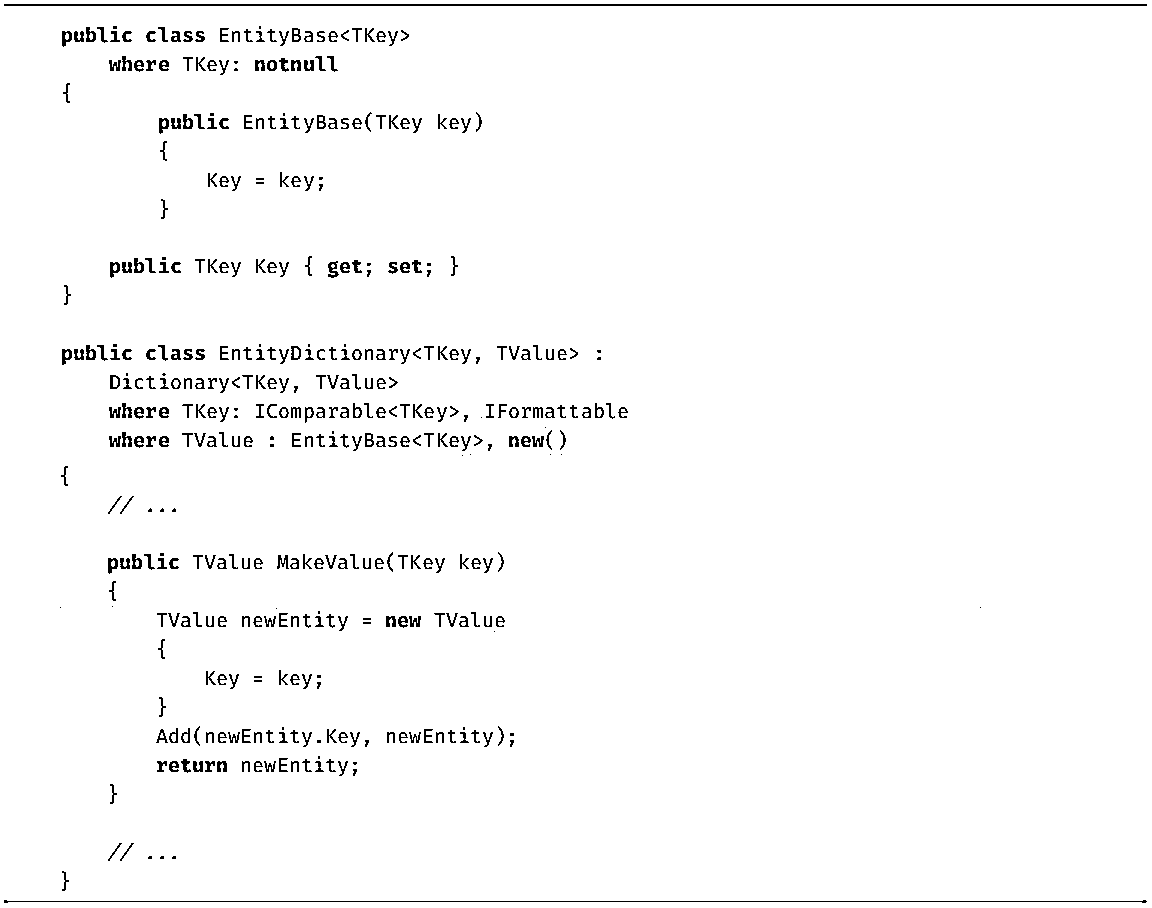 public class EntityBase<TKey>
    where TKey: notnull
{
        public EntityBase(TKey key)
        {
            Key = key;
        }

    public TKey Key { get; set; }
}

public class EntityDictionary<TKey, TValue> :
    Dictionary<TKey, TValue>
    where TKey: IComparable<TKey>, IFormattable
    where TValue : EntityBase<TKey>, new()
{
    // ...

    public TValue MakeValue(TKey key)
    {
        TValue newEntity = new TValue
        {
            Key = key;
        }
        Add(newEntity.Key, newEntity);
        return newEntity;
    }

    // ...
}